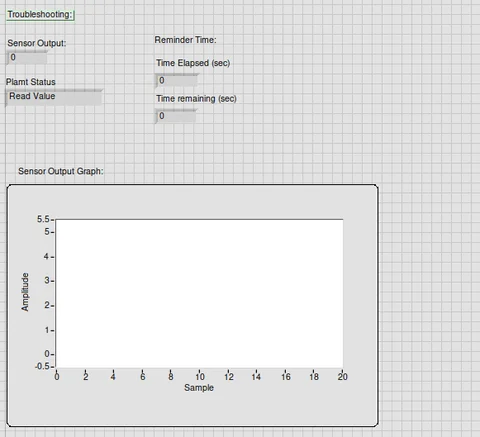 Troubleshooting:
Sensor Output:
0
Plamt Status
Read Value
Reminder Time:
Time Elapsed (sec)
0
Time remaining (sec)
0
Sensor Output Graph:
5.5
5
4
3
2
1
0
-0.5
Amplitude
0 2 4 6 8 10 12 14 16 18 20
Sample